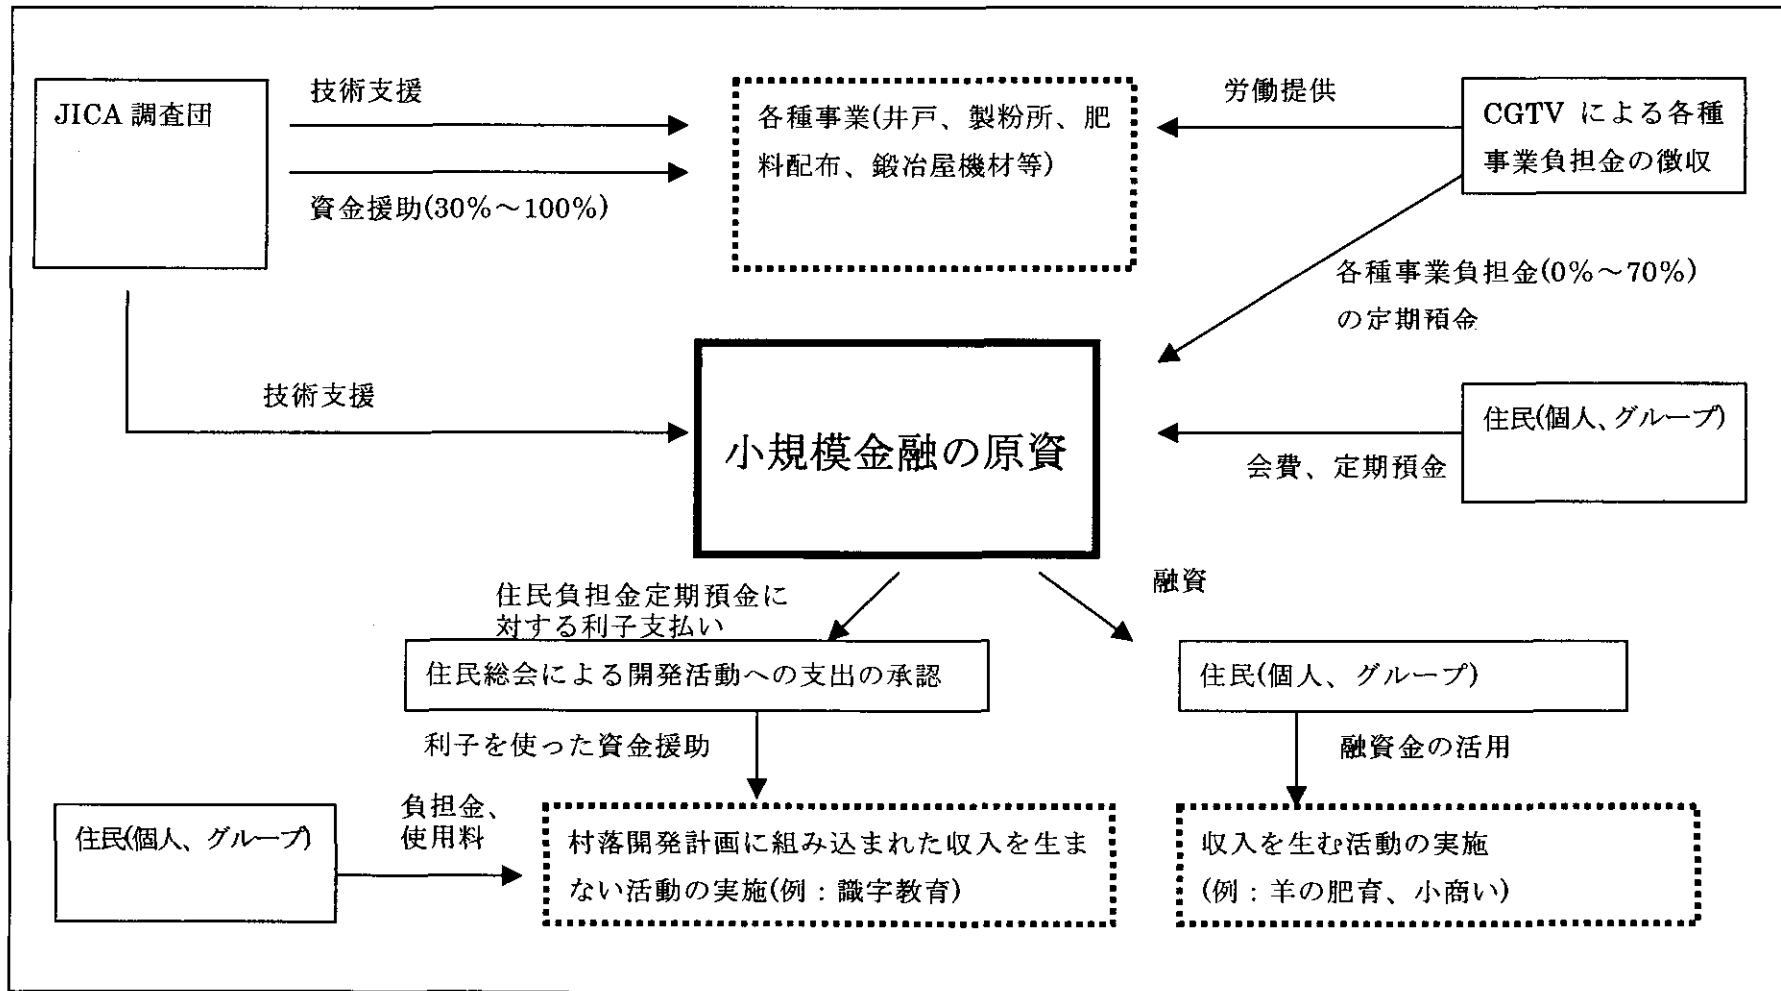 JICA 調査団
技術支援
資金援助(30%～100%)
各種事業(井戸、製粉所、肥
料配布、鍛冶屋機材等)
労働提供
CGTV による各種
事業負担金の徴収
各種事業負担金(0%～70%)
の定期預金
技術支援
小規模金融の原資
住民(個人、グループ)
会費、定期預金
住民負担金定期預金に
対する利子支払い
融資
住民総会による開発活動への支出の承認
住民(個人、グループ)
利子を使った資金援助
融資金の活用
住民(個人、グループ)
負担金、
使用料
村落開発計画に組み込まれた収入を生ま
ない活動の実施(例：識字教育)
収入を生む活動の実施
(例：羊の肥育、小商い)